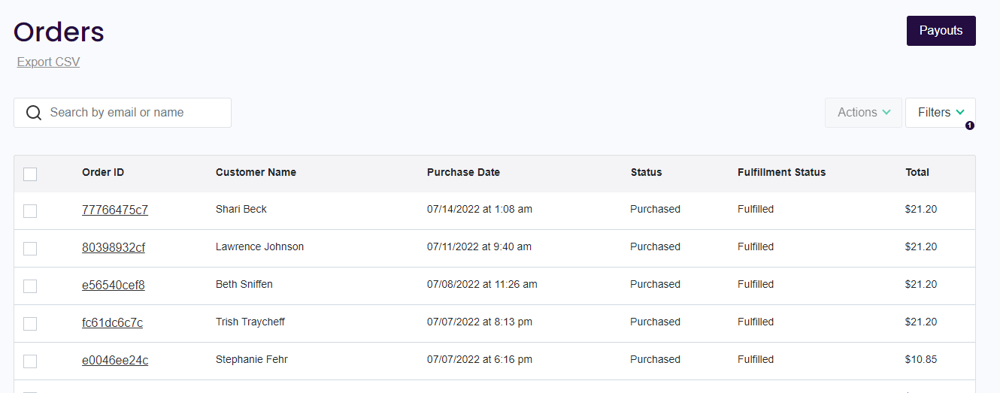 Orders
Payouts
Export CSV
Search by email or name
Actions
Filters
1
Order ID Customer Name Purchase Date Status Fulfillment Status Total
77766475c7 Shari Beck 07/14/2022 at 1:08 am Purchased Fulfilled $21.20
80398932cf Lawrence Johnson 07/11/2022 at 9:40 am Purchased Fulfilled $21.20
e56540cef8 Beth Sniffen 07/08/2022 at 11:26 am Purchased Fulfilled $21.20
fc61dc6c7c Trish Traycheff 07/07/2022 at 8:13 pm Purchased Fulfilled $21.20
e0046ee24c Stephanie Fehr 07/07/2022 at 6:16 pm Purchased Fulfilled $10.85